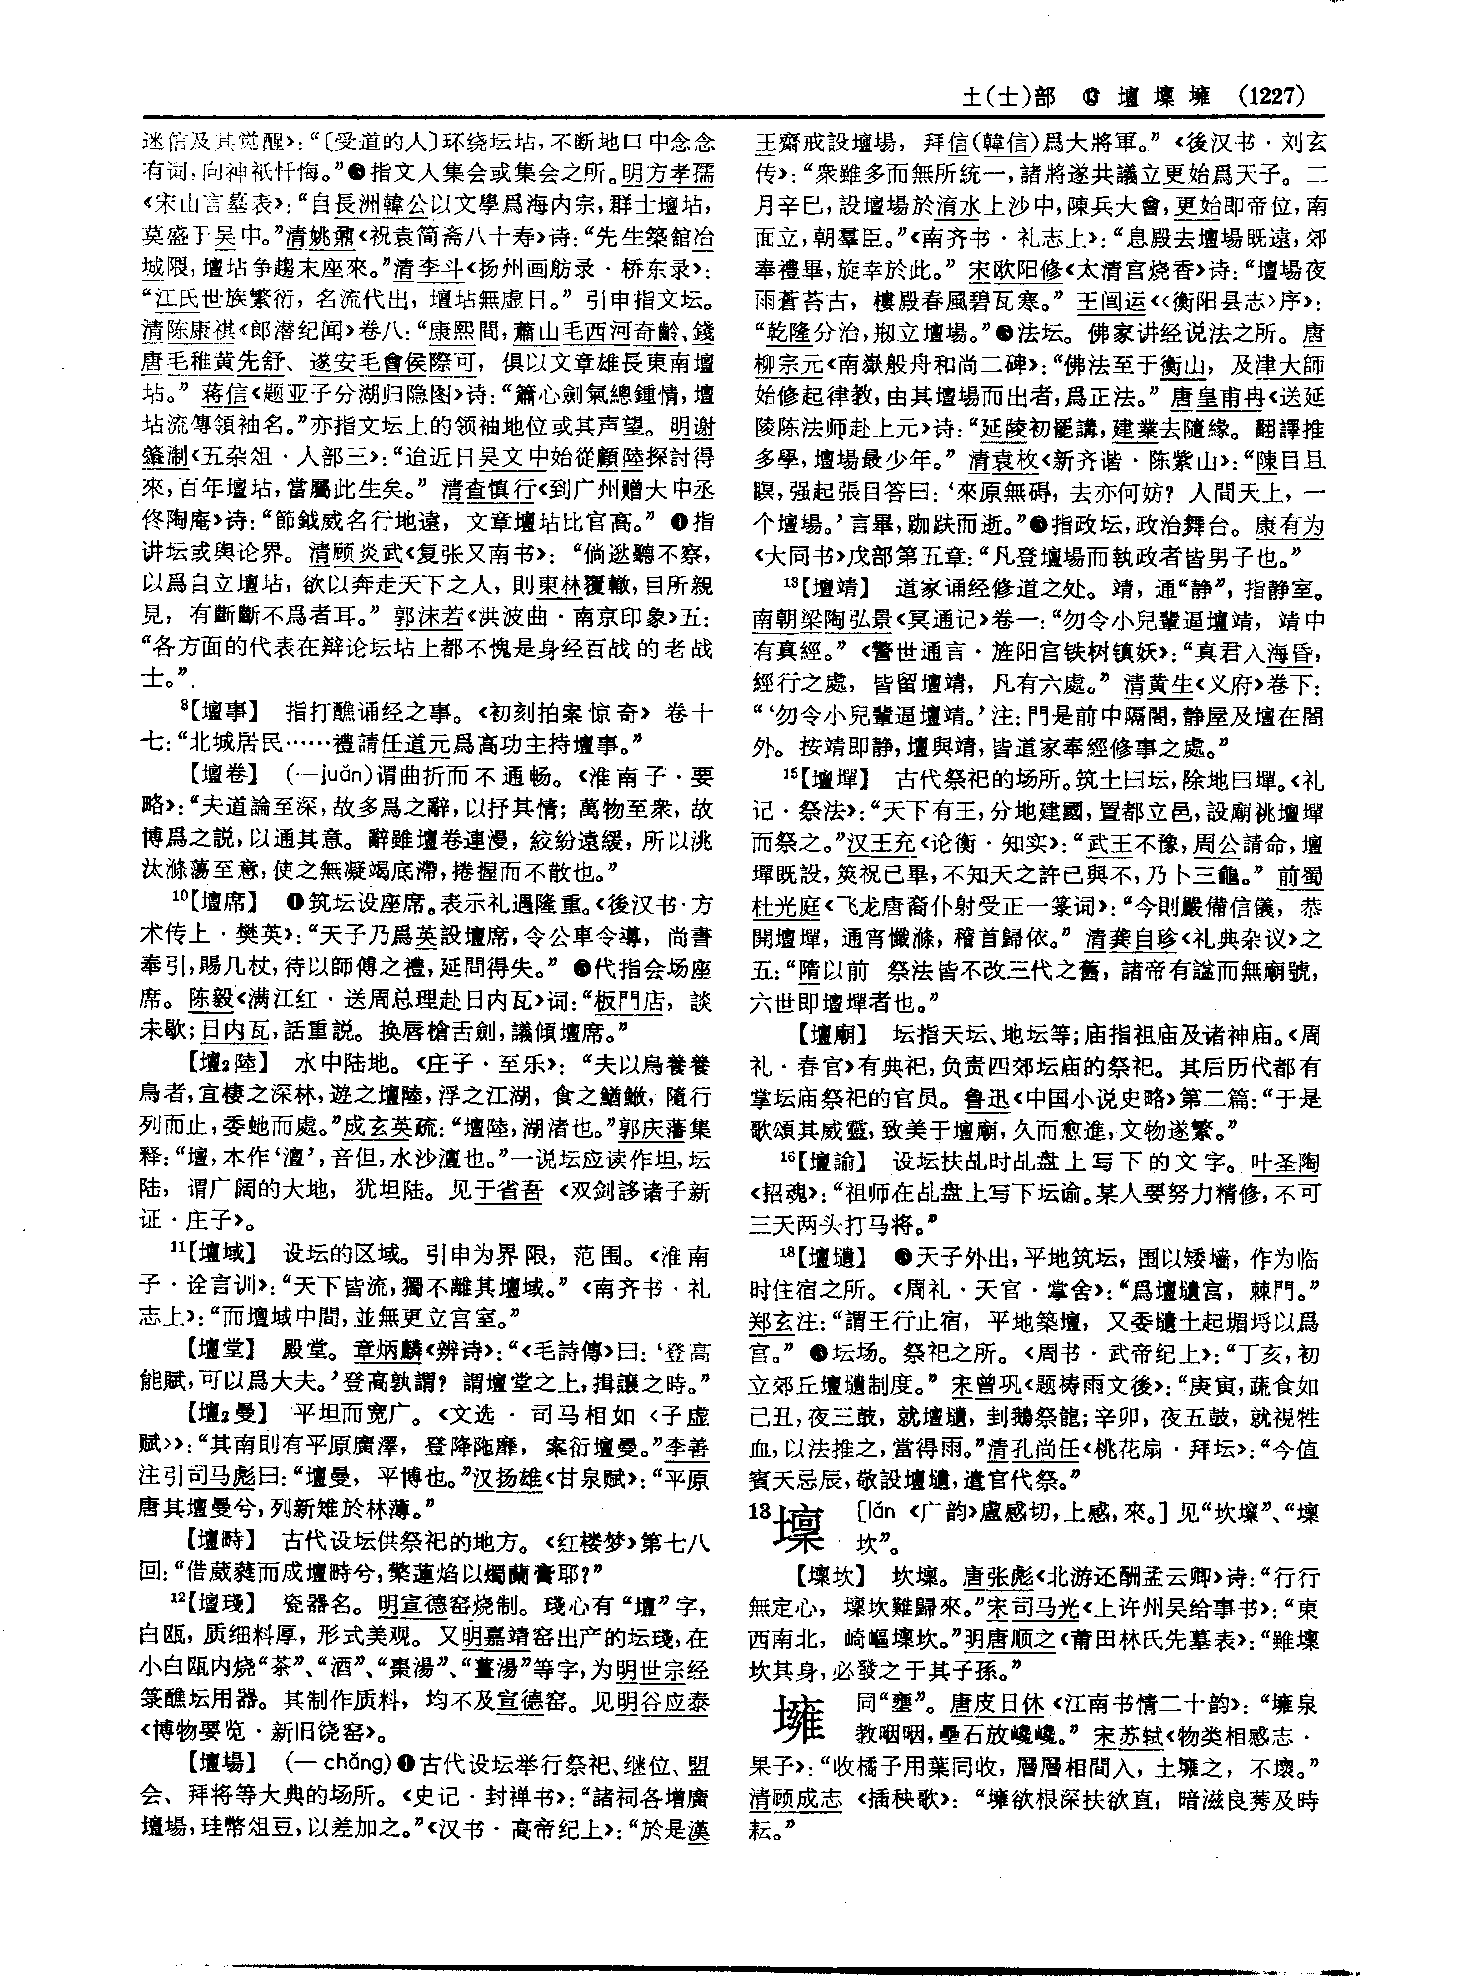 土(士)部 ⓭ 壇 壈 壅 (1227)
迷信及其觉醒》：“〔受道的人〕环绕坛坫，不断地口中念念
有词，向神祇忏悔。”❸指文人集会或集会之所。明方孝孺
《宋山言墓表》：“自長洲韓公以文學爲海内宗，群士壇坫，
莫盛于吴中。”清姚鼐《祝袁简斋八十寿》诗：“先生築館冶
城隈，壇坫争趨末座來。”清李斗《扬州画舫录·桥东录》：
“江氏世族繁衍，名流代出，壇坫無虚日。”引申指文坛。
清陈康祺《郎潜纪闻》卷八：“康熙間，蕭山毛西河奇齡、錢
唐毛稚黄先舒、遂安毛會侯際可，俱以文章雄長東南壇
坫。”蒋信《题亚子分湖归隐图》诗：“簫心劍氣總鍾情，壇
坫流傳領袖名。”亦指文坛上的领袖地位或其声望。明谢
肇淛《五杂俎·人部三》：“迨近日吴文中始從顧陸探討得
來，百年壇坫，當屬此生矣。”清查慎行《到广州赠大中丞
佟陶庵》诗：“節鉞威名行地遠，文章壇坫比官高。”❹指
讲坛或舆论界。清顾炎武《复张又南书》：“倘逖聽不察，
以爲自立壇坫，欲以奔走天下之人，則東林覆轍，目所親
見，有斷斷不爲者耳。”郭沫若《洪波曲·南京印象》五：
“各方面的代表在辩论坛坫上都不愧是身经百战的老战
士。”
⁸【壇事】 指打醮诵经之事。《初刻拍案惊奇》卷十
七：“北城居民……禮請任道元爲高功主持壇事。”
【壇卷】 （—juǎn）谓曲折而不通畅。《淮南子·要
略》：“夫道論至深，故多爲之辭，以抒其情；萬物至衆，故
博爲之説，以通其意。辭雖壇卷連漫，絞紛遠緩，所以洮
汰滌蕩至意，使之無凝竭底滯，捲握而不散也。”
¹⁰【壇席】 ❶筑坛设座席。表示礼遇隆重。《後汉书·方
术传上·樊英》：“天子乃爲英設壇席，令公車令導，尚書
奉引，賜几杖，待以師傅之禮，延問得失。”❷代指会场座
席。陈毅《满江红·送周总理赴日内瓦》词：“板門店，談
未歇；日内瓦，話重説。换唇槍舌劍，議傾壇席。”
【壇₂陸】 水中陆地。《庄子·至乐》：“夫以鳥養養
鳥者，宜棲之深林，遊之壇陸，浮之江湖，食之鰌鰷，隨行
列而止，委虵而處。”成玄英疏：“壇陸，湖渚也。”郭庆藩集
释：“壇，本作‘澶’，音但，水沙澶也。”一说坛应读作坦，坛
陆，谓广阔的大地，犹坦陆。见于省吾《双剑誃诸子新
证·庄子》。
¹¹【壇域】 设坛的区域。引申为界限，范围。《淮南
子·诠言训》：“天下皆流，獨不離其壇域。”《南齐书·礼
志上》：“而壇域中間，並無更立宫室。”
【壇堂】 殿堂。章炳麟《辨诗》：“《毛詩傳》曰：‘登高
能賦，可以爲大夫。’登高孰謂？謂壇堂之上，揖讓之時。”
【壇₂曼】 平坦而宽广。《文选·司马相如〈子虚
赋〉》：“其南則有平原廣澤，登降陁靡，案衍壇曼。”李善
注引司马彪曰：“壇曼，平博也。”汉扬雄《甘泉赋》：“平原
唐其壇曼兮，列新雉於林薄。”
【壇畤】 古代设坛供祭祀的地方。《红楼梦》第七八
回：“借葳蕤而成壇畤兮，檠蓮焰以燭蘭膏耶？”
¹²【壇琖】 瓷器名。明宣德窑烧制。琖心有“壇”字，
白瓯，质细料厚，形式美观。又明嘉靖窑出产的坛琖，在
小白瓯内烧“茶”、“酒”、“棗湯”、“薑湯”等字，为明世宗经
箓醮坛用器。其制作质料，均不及宣德窑。见明谷应泰
《博物要览·新旧饶窑》。
【壇場】 （—chǎng）❶古代设坛举行祭祀、继位、盟
会、拜将等大典的场所。《史记·封禅书》：“諸祠各增廣
壇場，珪幣俎豆，以差加之。”《汉书·高帝纪上》：“於是漢
王齋戒設壇場，拜信（韓信）爲大將軍。”《後汉书·刘玄
传》：“衆雖多而無所統一，諸將遂共議立更始爲天子。二
月辛巳，設壇場於淯水上沙中，陳兵大會，更始即帝位，南
面立，朝羣臣。”《南齐书·礼志上》：“息殿去壇場既遠，郊
奉禮畢，旋幸於此。”宋欧阳修《太清宫烧香》诗：“壇場夜
雨蒼苔古，樓殿春風碧瓦寒。”王闿运《〈衡阳县志〉序》：
“乾隆分治，剏立壇場。”❷法坛。佛家讲经说法之所。唐
柳宗元《南嶽般舟和尚二碑》：“佛法至于衡山，及津大師
始修起律教，由其壇場而出者，爲正法。”唐皇甫冉《送延
陵陈法师赴上元》诗：“延陵初罷講，建業去隨緣。翻譯推
多學，壇場最少年。”清袁枚《新齐谐·陈紫山》：“陳目且
瞑，强起張目答曰：‘來原無碍，去亦何妨？人間天上，一
个壇場。’言畢，跏趺而逝。”❸指政坛，政治舞台。康有为
《大同书》戊部第五章：“凡登壇場而執政者皆男子也。”
¹³【壇靖】 道家诵经修道之处。靖，通“静”，指静室。
南朝梁陶弘景《冥通记》卷一：“勿令小兒輩逼壇靖，靖中
有真經。”《警世通言·旌阳宫铁树镇妖》：“真君入海昏，
經行之處，皆留壇靖，凡有六處。”清黄生《义府》卷下：
“‘勿令小兒輩逼壇靖。’注：門是前中隔閤，静屋及壇在閤
外。按靖即静，壇與靖，皆道家奉經修事之處。”
¹⁵【壇墠】 古代祭祀的场所。筑土曰坛，除地曰墠。《礼
记·祭法》：“天下有王，分地建國，置都立邑，設廟祧壇墠
而祭之。”汉王充《论衡·知实》：“武王不豫，周公請命，壇
墠既設，筴祝已畢，不知天之許已與不，乃卜三龜。”前蜀
杜光庭《飞龙唐裔仆射受正一箓词》：“今則嚴備信儀，恭
開壇墠，通宵懺滌，稽首歸依。”清龚自珍《礼典杂议》之
五：“隋以前 祭法皆不改三代之舊，諸帝有謚而無廟號，
六世即壇墠者也。”
【壇廟】 坛指天坛、地坛等；庙指祖庙及诸神庙。《周
礼·春官》有典祀，负责四郊坛庙的祭祀。其后历代都有
掌坛庙祭祀的官员。鲁迅《中国小说史略》第二篇：“于是
歌頌其威靈，致美于壇廟，久而愈進，文物遂繁。”
¹⁶【壇諭】 设坛扶乩时乩盘上写下的文字。叶圣陶
《招魂》：“祖师在乩盘上写下坛谕。某人要努力精修，不可
三天两头打马将。”
¹⁸【壇壝】 ❶天子外出，平地筑坛，围以矮墙，作为临
时住宿之所。《周礼·天官·掌舍》：“爲壇壝宫，棘門。”
郑玄注：“謂王行止宿，平地築壇，又委壝土起堳埒以爲
宫。”❷坛场。祭祀之所。《周书·武帝纪上》：“丁亥，初
立郊丘壇壝制度。”宋曾巩《题祷雨文後》：“庚寅，蔬食如
己丑，夜三鼓，就壇壝，刲鵝祭龍；辛卯，夜五鼓，就視牲
血，以法推之，當得雨。”清孔尚任《桃花扇·拜坛》：“今值
賓天忌辰，敬設壇壝，遣官代祭。”
13 壈 ［lǎn 《广韵》盧感切，上感，來。］见“坎壈”、“壈
坎”。
【壈坎】 坎壈。唐张彪《北游还酬孟云卿》诗：“行行
無定心，壈坎難歸來。”宋司马光《上许州吴给事书》：“東
西南北，崎嶇壈坎。”明唐顺之《莆田林氏先墓表》：“雖壈
坎其身，必發之于其子孫。”
墥 同“壅”。唐皮日休《江南书情二十韵》：“墥泉
教咽咽，壘石放巉巉。”宋苏轼《物类相感志·
果子》：“收橘子用葉同收，層層相間入，土墥之，不壞。”
清顾成志《插秧歌》：“墥欲根深扶欲直，暗滋良莠及時
耘。”